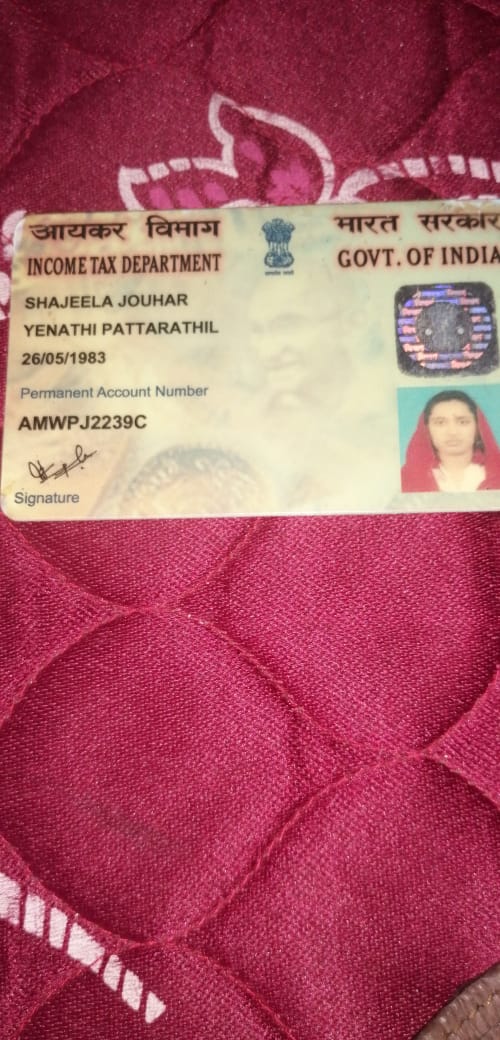 आयकर विभाग
INCOME TAX DEPARTMENT
भारत सरकार
GOVT. OF INDIA
SHAJEELA JOUHAR
YENATHI PATTARATHIL
26/05/1983
Permanent Account Number
AMWPJ2239C
Signature